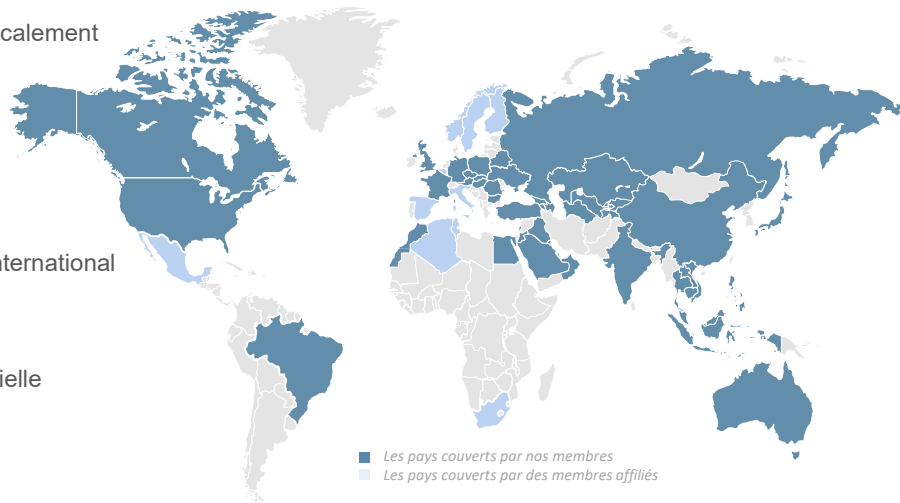 calement
nternational
ielle
Les pays couverts par nos membres
Les pays couverts par des membres affiliés